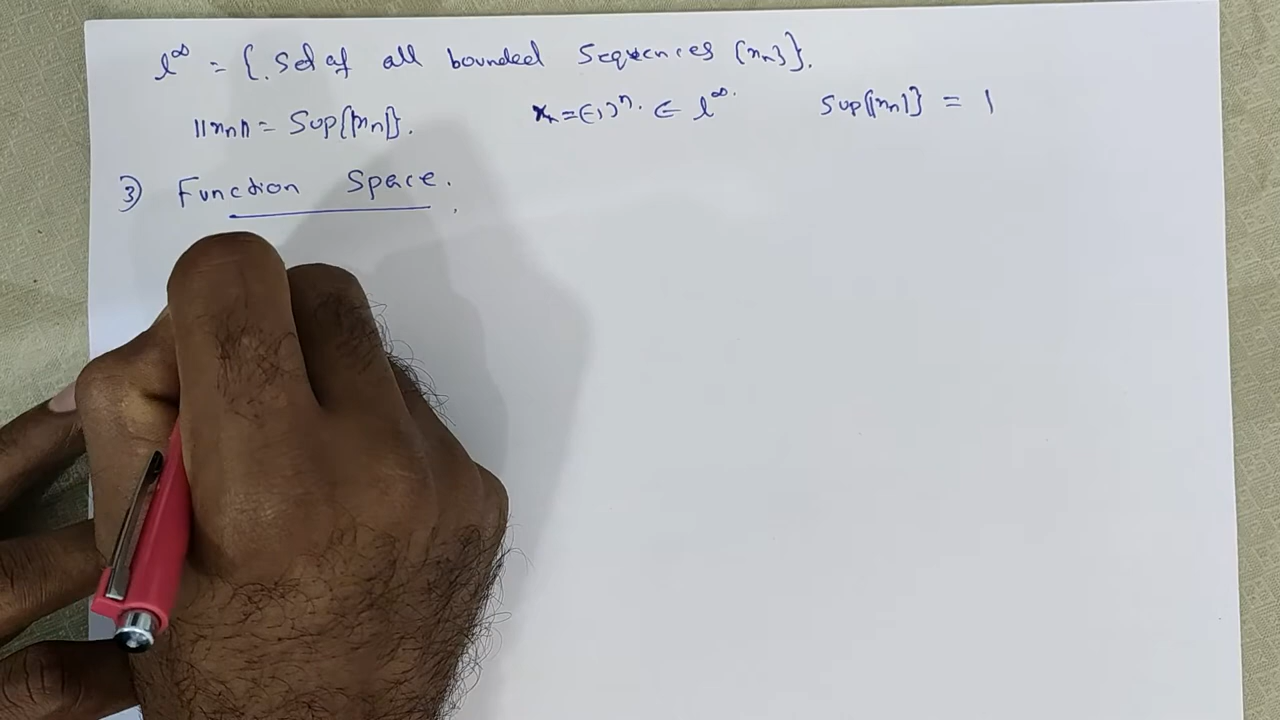 l^∞ = {. Set of all bounded Sequences (xn}}.
||xn|| = Sup{|xn|}. xn = (-1)^n. ∈ l^∞. Sup{|xn|} = 1
3) Function Space.